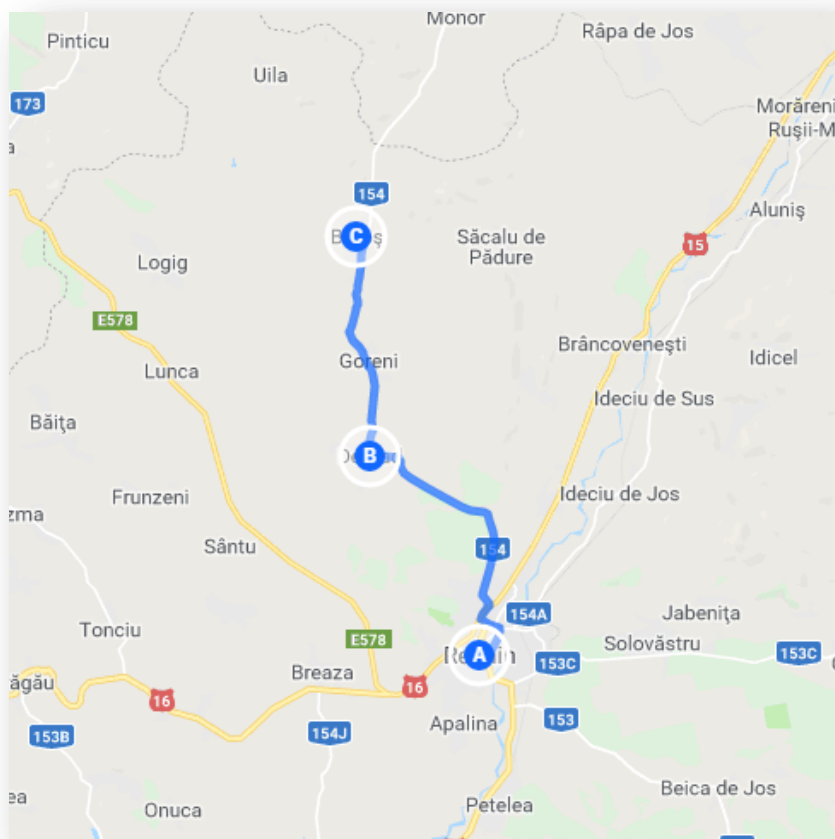 Monor
Pinticu
Râpa de Jos
Uila
173
Morăreni
Rușii-M
154
Aluniș
C
Săcalu de
Pădure
15
Logig
E578
Brâncovenești
Goreni
Idicel
Lunca
Ideciu de Sus
Băița
B
Frunzeni
Ideciu de Jos
zma
Sântu
154
154A
Jabenița
Tonciu
E578
Solovăstru
A
153C
153C
Breaza
ăgău
16
16
153
Apalina
153B
154J
Beica de Jos
Onuca
Petelea